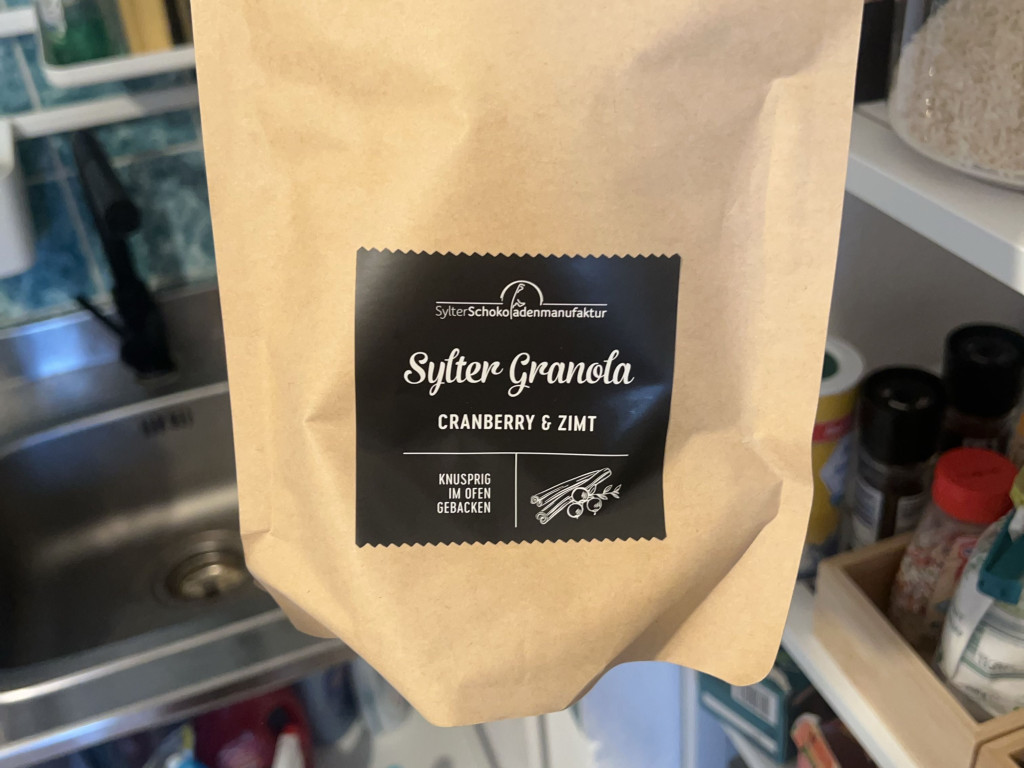 SylterSchokoladenmanufaktur
Sylter Granola
CRANBERRY & ZIMT
KNUSPRIG
IM OFEN
GEBACKEN